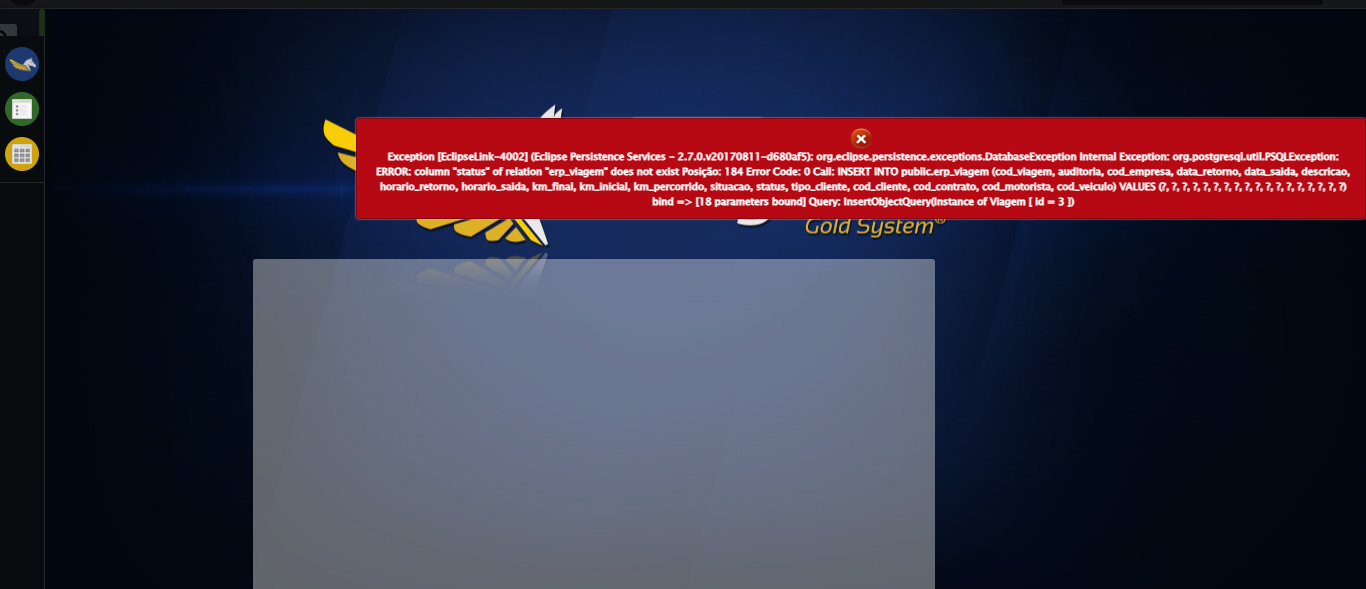 Exception [EclipseLink-4002] (Eclipse Persistence Services - 2.7.0.v20170811-d680af5): org.eclipse.persistence.exceptions.DatabaseException Internal Exception: org.postgresql.util.PSQLException:
ERROR: column "status" of relation "erp_viagem" does not exist Posição: 184 Error Code: 0 Call: INSERT INTO public.erp_viagem (cod_viagem, auditoria, cod_empresa, data_retorno, data_saida, descricao,
horario_retorno, horario_saida, km_final, km_inicial, km_percorrido, situacao, status, tipo_cliente, cod_cliente, cod_contrato, cod_motorista, cod_veiculo) VALUES (?, ?, ?, ?, ?, ?, ?, ?, ?, ?, ?, ?, ?, ?, ?, ?, ?, ?)
bind => [18 parameters bound] Query: InsertObjectQuery(Instance of Viagem [ id = 3 ])
Gold System®